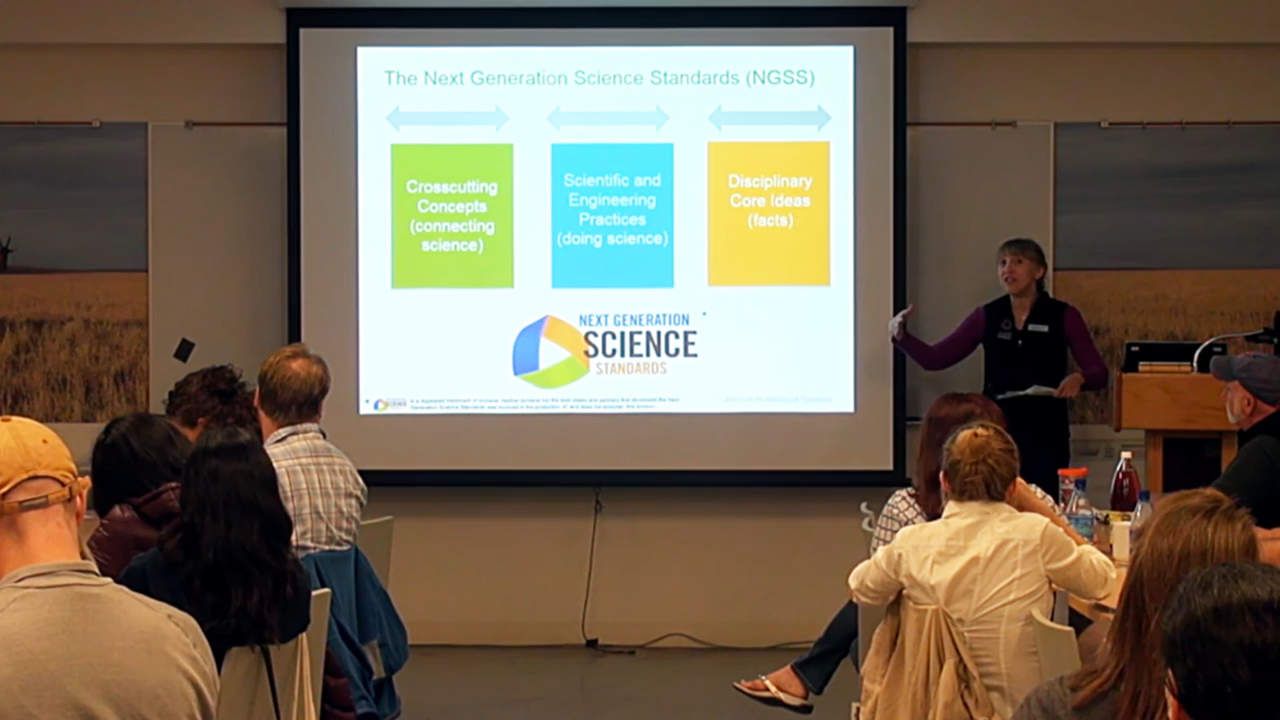 The Next Generation Science Standards (NGSS)
Crosscutting
Concepts
(connecting
science)
Scientific and
Engineering
Practices
(doing science)
Disciplinary
Core Ideas
(facts)
NEXT GENERATION
SCIENCE
STANDARDS